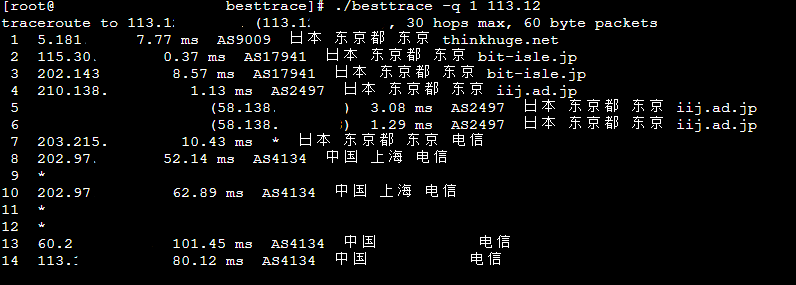 [root@ besttrace]# ./besttrace -q 1 113.12
traceroute to 113.1 (113.1 , 30 hops max, 60 byte packets
1 5.181. 7.77 ms AS9009 日本 东京都 东京 thinkhuge.net
2 115.30. 0.37 ms AS17941 日本 东京都 东京 bit-isle.jp
3 202.143 8.57 ms AS17941 日本 东京都 东京 bit-isle.jp
4 210.138. 1.13 ms AS2497 日本 东京都 东京 iij.ad.jp
5 (58.138. ) 3.08 ms AS2497 日本 东京都 东京 iij.ad.jp
6 (58.138. ) 1.29 ms AS2497 日本 东京都 东京 iij.ad.jp
7 203.215. 10.43 ms * 日本 东京都 东京 电信
8 202.97. 52.14 ms AS4134 中国 上海 电信
9 *
10 202.97 62.89 ms AS4134 中国 上海 电信
11 *
12 *
13 60.2 101.45 ms AS4134 中国 电信
14 113. 80.12 ms AS4134 中国 电信